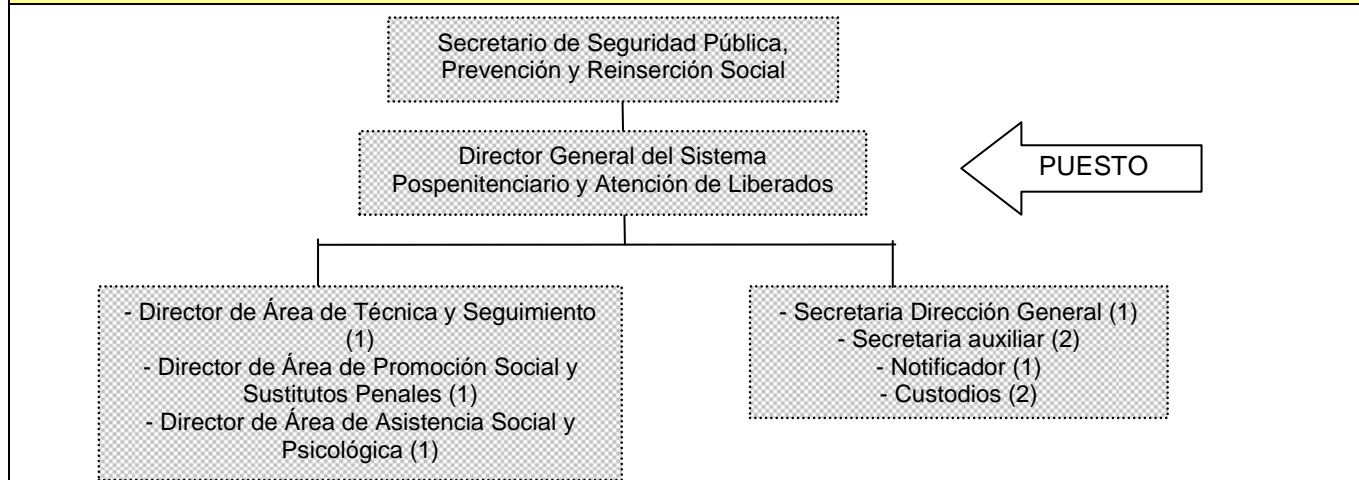 Secretario de Seguridad Pública,
Prevención y Reinserción Social
Director General del Sistema
Pospenitenciario y Atención de Liberados
PUESTO
- Director de Área de Técnica y Seguimiento
(1)
- Director de Área de Promoción Social y
Sustitutos Penales (1)
- Director de Área de Asistencia Social y
Psicológica (1)
- Secretaria Dirección General (1)
- Secretaria auxiliar (2)
- Notificador (1)
- Custodios (2)